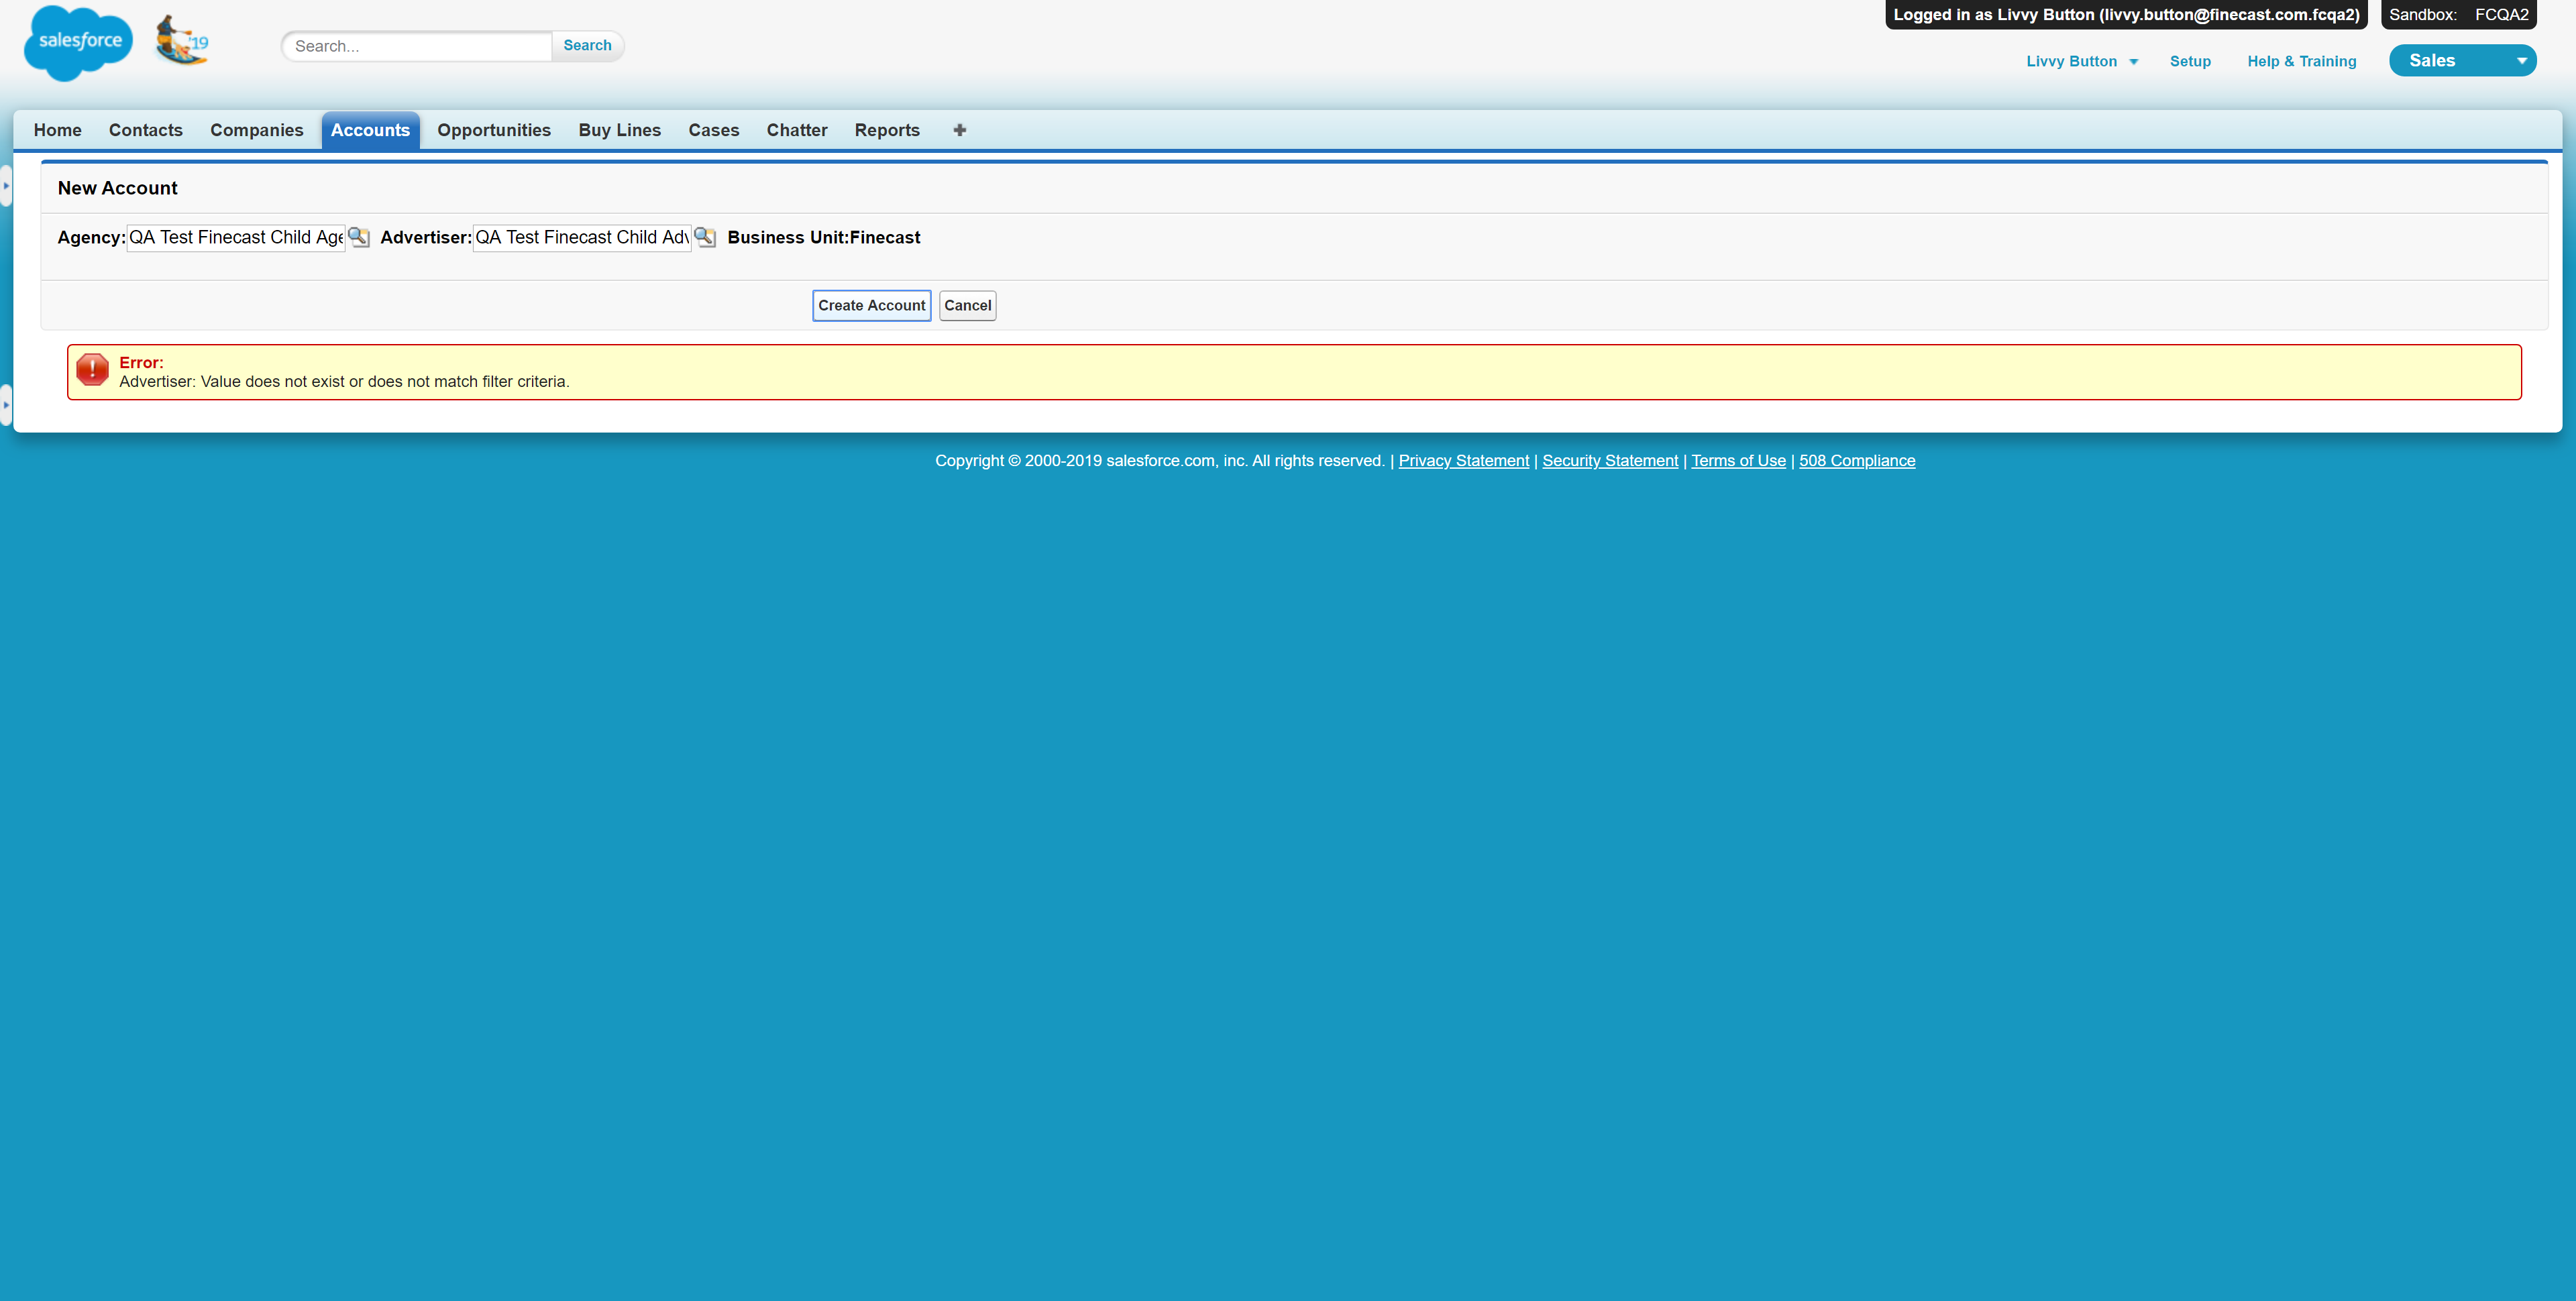 Logged in as Livvy Button (livvy.button@finecast.com.fcqa2)
Sandbox: FCQA2
salesforce
'19
Search...
Search
Livvy Button
Setup
Help & Training
Sales
Home
Contacts
Companies
Accounts
Opportunities
Buy Lines
Cases
Chatter
Reports
New Account
Agency: QA Test Finecast Child Age Advertiser: QA Test Finecast Child Adv Business Unit:Finecast
Create Account
Cancel
Error:
Advertiser: Value does not exist or does not match filter criteria.
Copyright © 2000-2019 salesforce.com, inc. All rights reserved. | Privacy Statement | Security Statement | Terms of Use | 508 Compliance